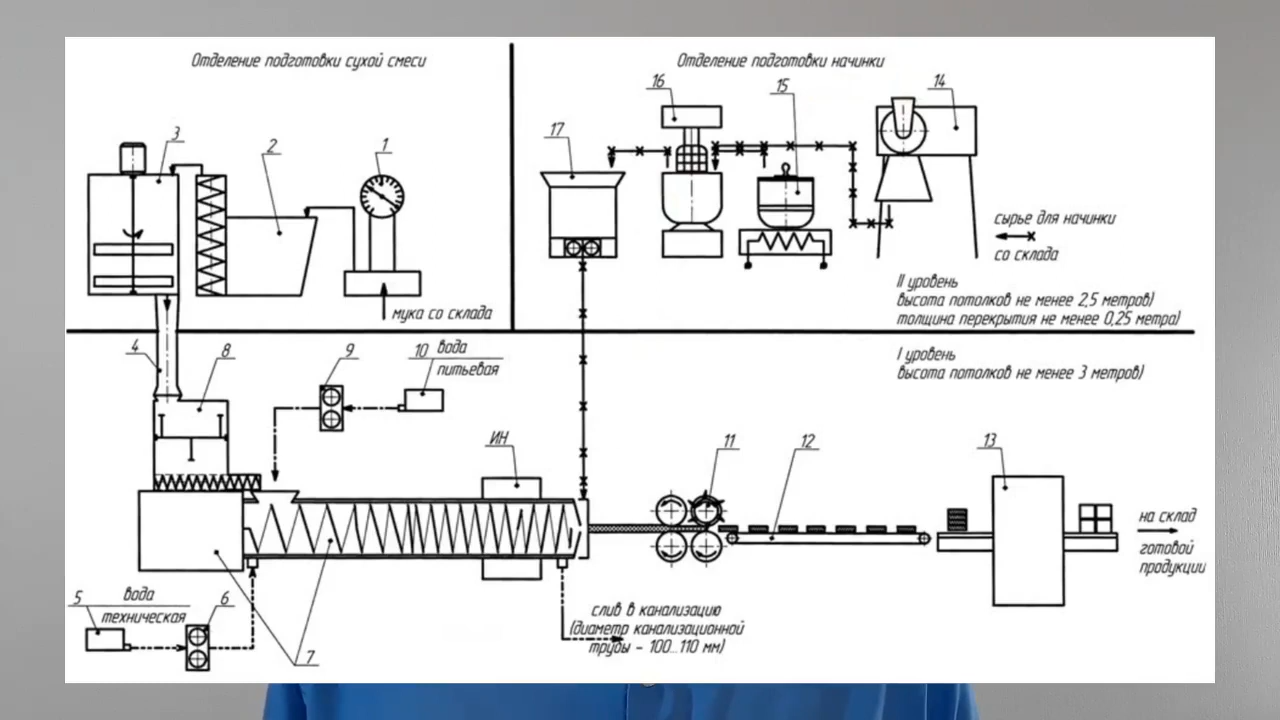 Отделение подготовки сухой смеси
3
2
1
мука со склада
Отделение подготовки начинки
17
16
15
14
сырье для начинки
со склада
II уровень
высота потолков не менее 2,5 метров)
толщина перекрытия не менее 0,25 метра)
I уровень
высота потолков не менее 3 метров)
4
8
9
10
вода
питьевая
ИН
11
12
13
на склад
готовой
продукции
5
вода
техническая
6
7
слив в канализацию
(диаметр канализационной
трубы - 100...110 мм)